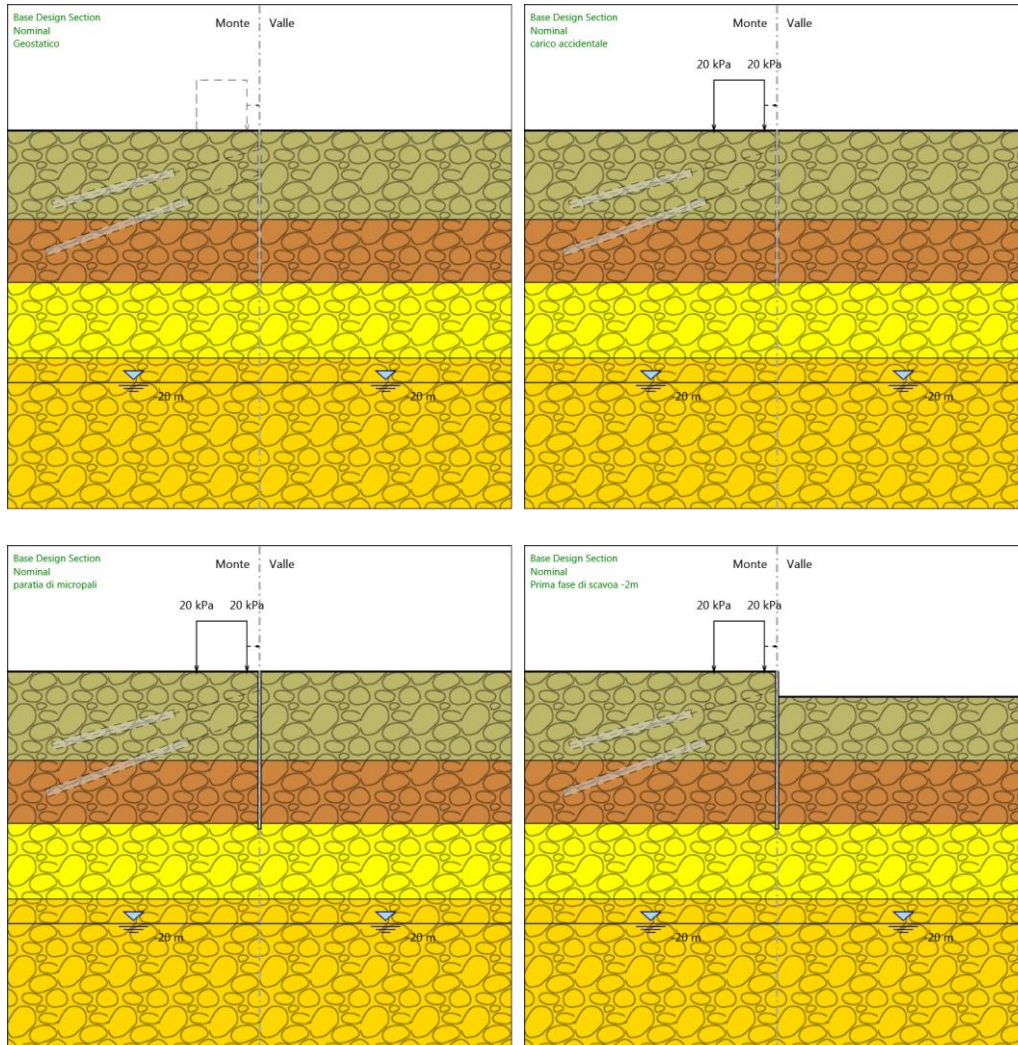 Base Design Section
Nominal
Geostatico
Monte Valle
-20 m -20 m
Base Design Section
Nominal
carico accidentale
Monte Valle
20 kPa 20 kPa
-20 m -20 m
Base Design Section
Nominal
paratia di micropali
Monte Valle
20 kPa 20 kPa
-20 m -20 m
Base Design Section
Nominal
Prima fase di scavoa -2m
Monte Valle
20 kPa 20 kPa
-20 m -20 m